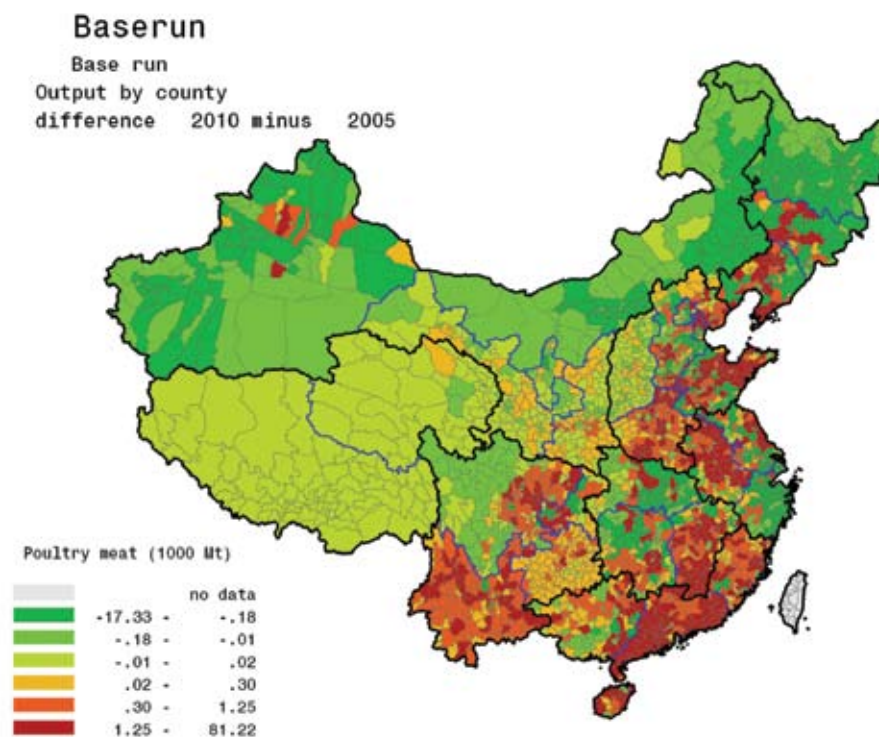 Baserun
Base run
Output by county
difference 2010 minus 2005
Poultry meat (1000 Mt)
no data
-17.33 - -.18
-.18 - -.01
-.01 - .02
.02 - .30
.30 - 1.25
1.25 - 81.22